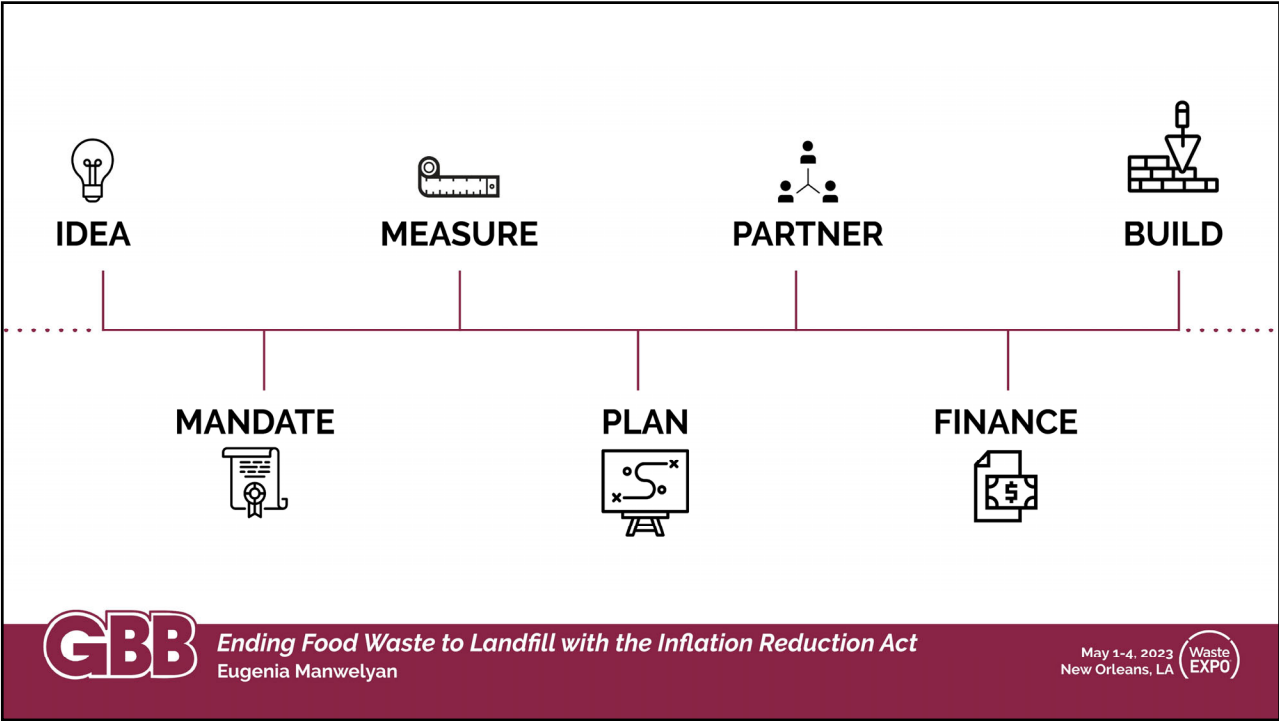 IDEA
MEASURE
PARTNER
BUILD
MANDATE
PLAN
FINANCE
$
GBB
Ending Food Waste to Landfill with the Inflation Reduction Act
Eugenia Manwelyan
May 1-4, 2023
New Orleans, LA
Waste
EXPO